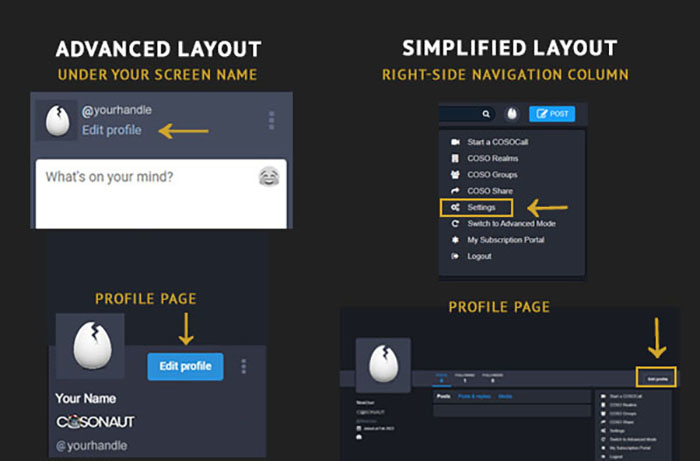 ADVANCED LAYOUT
UNDER YOUR SCREEN NAME
@yourhandle
Edit profile
What's on your mind?
PROFILE PAGE
Edit profile
Your Name
COSONAUT
@yourhandle
SIMPLIFIED LAYOUT
RIGHT-SIDE NAVIGATION COLUMN
POST
Start a COSOCall
COSO Realms
COSO Groups
COSO Share
Settings
Switch to Advanced Mode
My Subscription Portal
Logout
PROFILE PAGE
POSTS FOLLOWING FOLLOWERS
1
Edit profile
Posts Posts & replies Media
COSONAUT
Start a COSOCall
COSO Realms
COSO Groups
COSO Share
Settings
Switch to Advanced Mode
My Subscription Portal
Logout